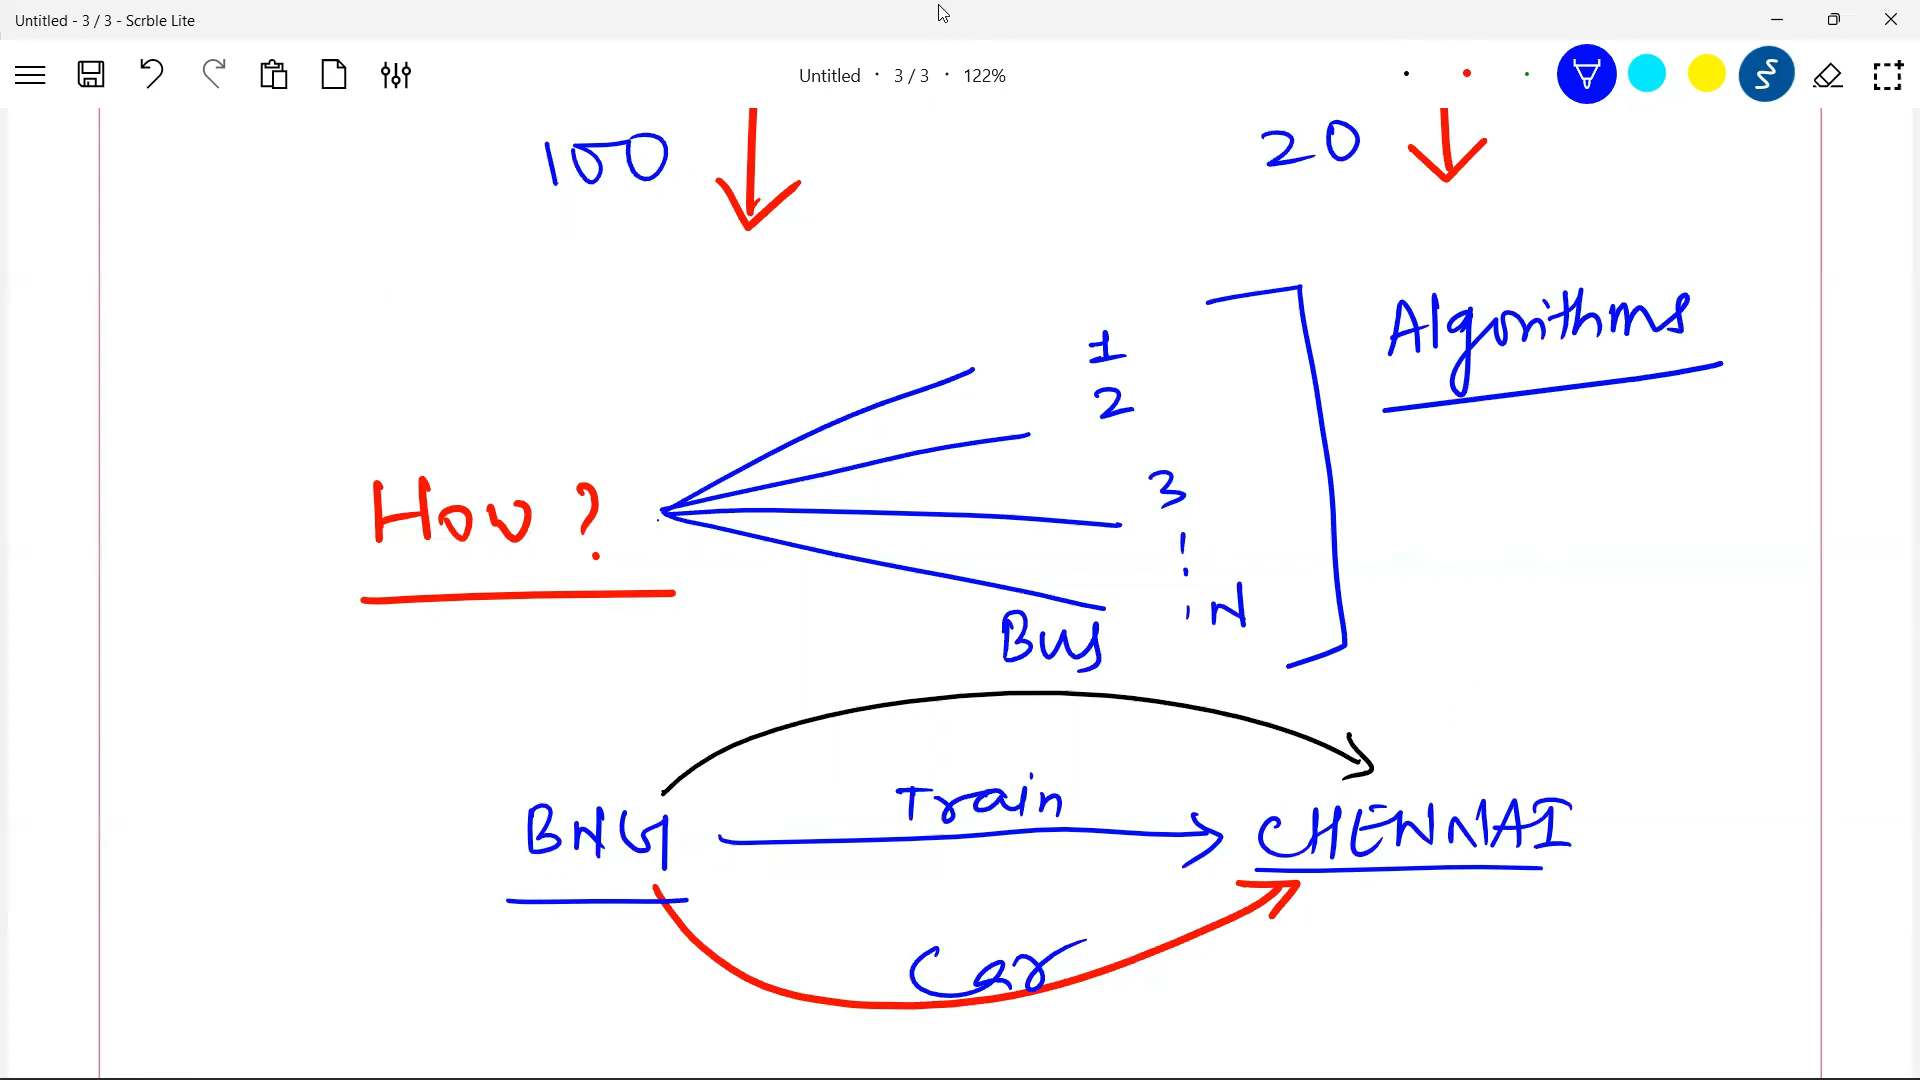 Untitled - 3 / 3 - Scrble Lite
Untitled · 3 / 3 · 122%
100 20
Algorithms
1
2
3
How ?
N
Bus
Train
BNG CHENNAI
Car